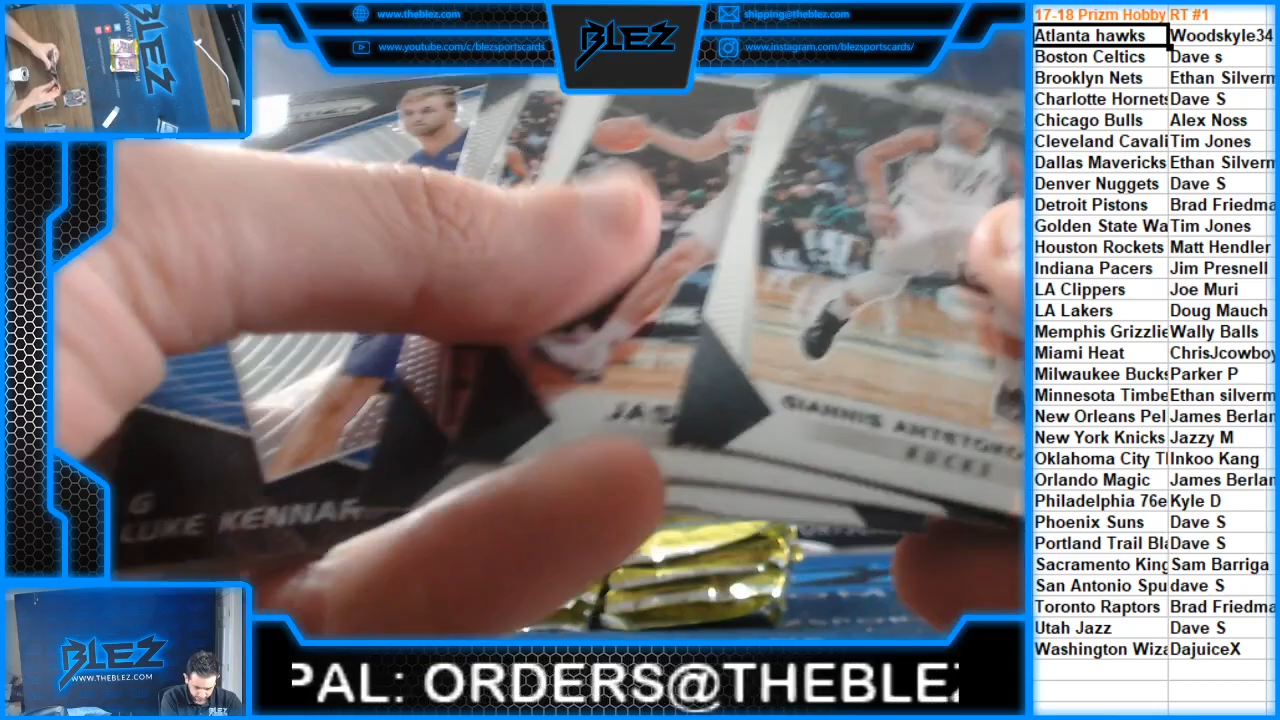 www.theblez.com
shipping@theblez.com
www.youtube.com/c/blezsportscards
www.instagram.com/blezsportscards/
BLEZ
BLEZ
G
LUKE KENNAR
JAS
GIANNIS ANTETOKO
BUCKS
BLEZ
WWW.THEBLEZ.COM
PAL: ORDERS@THEBLEZ
17-18 Prizm Hobby RT #1
Atlanta hawks Woodskyle34
Boston Celtics Dave s
Brooklyn Nets Ethan Silverm
Charlotte Hornets Dave S
Chicago Bulls Alex Noss
Cleveland Cavali Tim Jones
Dallas Mavericks Ethan Silverm
Denver Nuggets Dave S
Detroit Pistons Brad Friedma
Golden State Wa Tim Jones
Houston Rockets Matt Hendler
Indiana Pacers Jim Presnell
LA Clippers Joe Muri
LA Lakers Doug Mauch
Memphis Grizzlie Wally Balls
Miami Heat ChrisJcowboy
Milwaukee Bucks Parker P
Minnesota Timbe Ethan silverm
New Orleans Pel James Berlan
New York Knicks Jazzy M
Oklahoma City T Inkoo Kang
Orlando Magic James Berlan
Philadelphia 76e Kyle D
Phoenix Suns Dave S
Portland Trail Bla Dave S
Sacramento King Sam Barriga
San Antonio Spu dave S
Toronto Raptors Brad Friedma
Utah Jazz Dave S
Washington Wiza DajuiceX